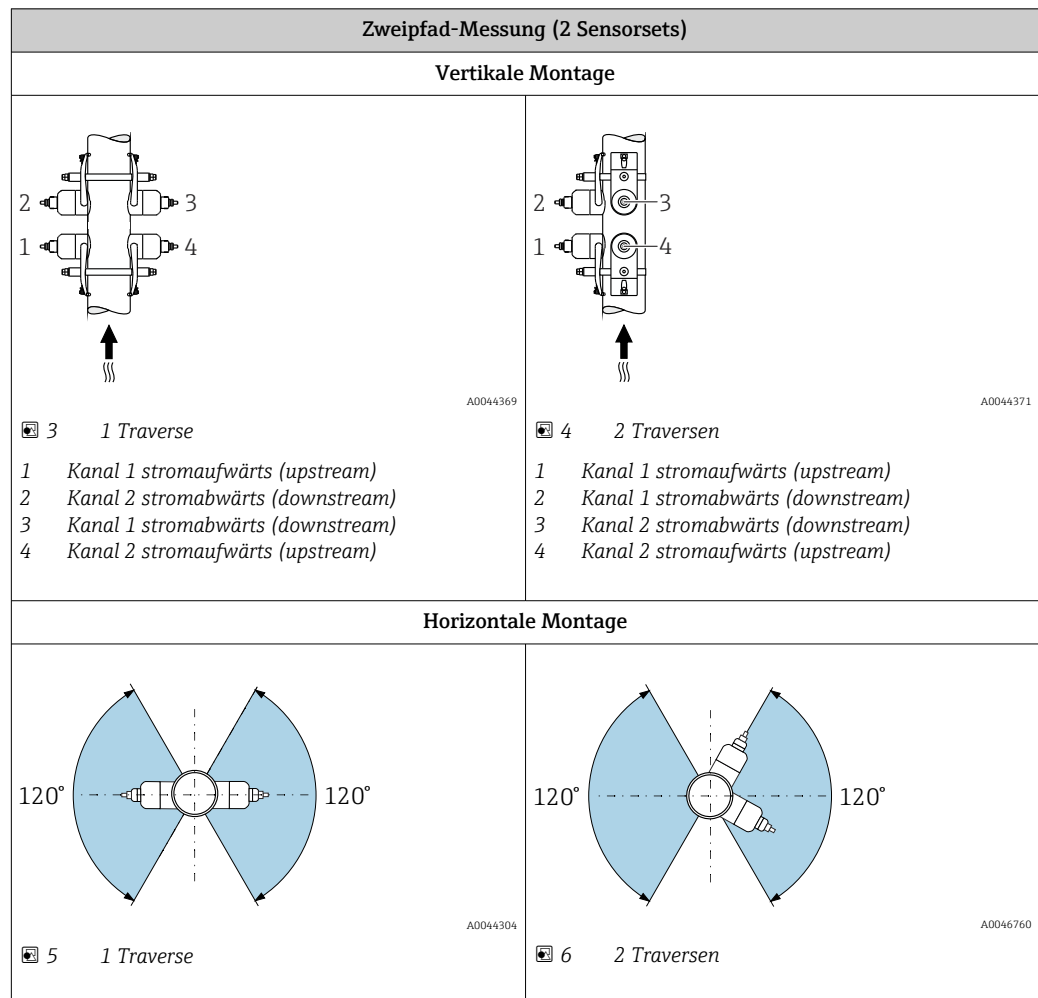 Zweipfad-Messung (2 Sensorsets)
Vertikale Montage
2
3
1
4
A0044369
3 1 Traverse
1 Kanal 1 stromaufwärts (upstream)
2 Kanal 2 stromabwärts (downstream)
3 Kanal 1 stromabwärts (downstream)
4 Kanal 2 stromaufwärts (upstream)
2
3
1
4
A0044371
4 2 Traversen
1 Kanal 1 stromaufwärts (upstream)
2 Kanal 1 stromabwärts (downstream)
3 Kanal 2 stromabwärts (downstream)
4 Kanal 2 stromaufwärts (upstream)
Horizontale Montage
120°
120°
A0044304
5 1 Traverse
120°
120°
A0046760
6 2 Traversen